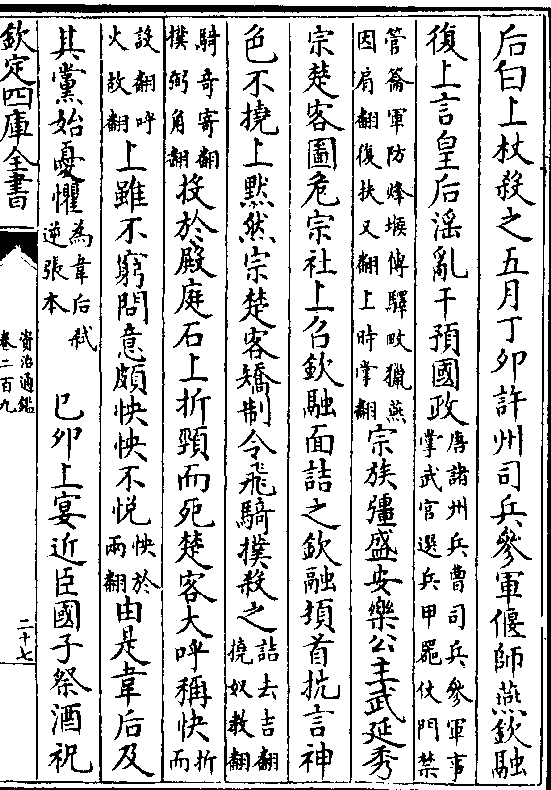 后白上杖殺之五月丁卯許州司兵參軍偃師燕欽融
復上言皇后淫亂干預國政唐諸州兵曹司兵參軍事掌武官選兵甲器仗門禁
管籥軍防烽堠傳驛畋獵燕因肩翻復扶又翻上時掌翻宗族彊盛安樂公主武延秀
宗楚客圖危宗社上召欽融面詰之欽融頓首抗言神
色不撓上默然宗楚客矯制令飛騎撲殺之詰去吉翻撓奴教翻
騎奇寄翻撲弼角翻投於殿庭石上折頸而死楚客大呼稱快折而
設翻呼火故翻上雖不窮問意頗怏怏不悅怏於兩翻由是韋后及
其黨始憂懼為韋后弑逆張本 己卯上宴近臣國子祭酒祝
欽定四庫全書
資治通鑑
卷二百九
二十七